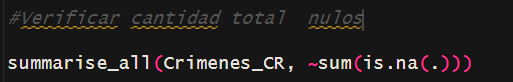 #Verificar cantidad total  nulos
summarise_all(Crimenes_CR, ~sum(is.na(.)))